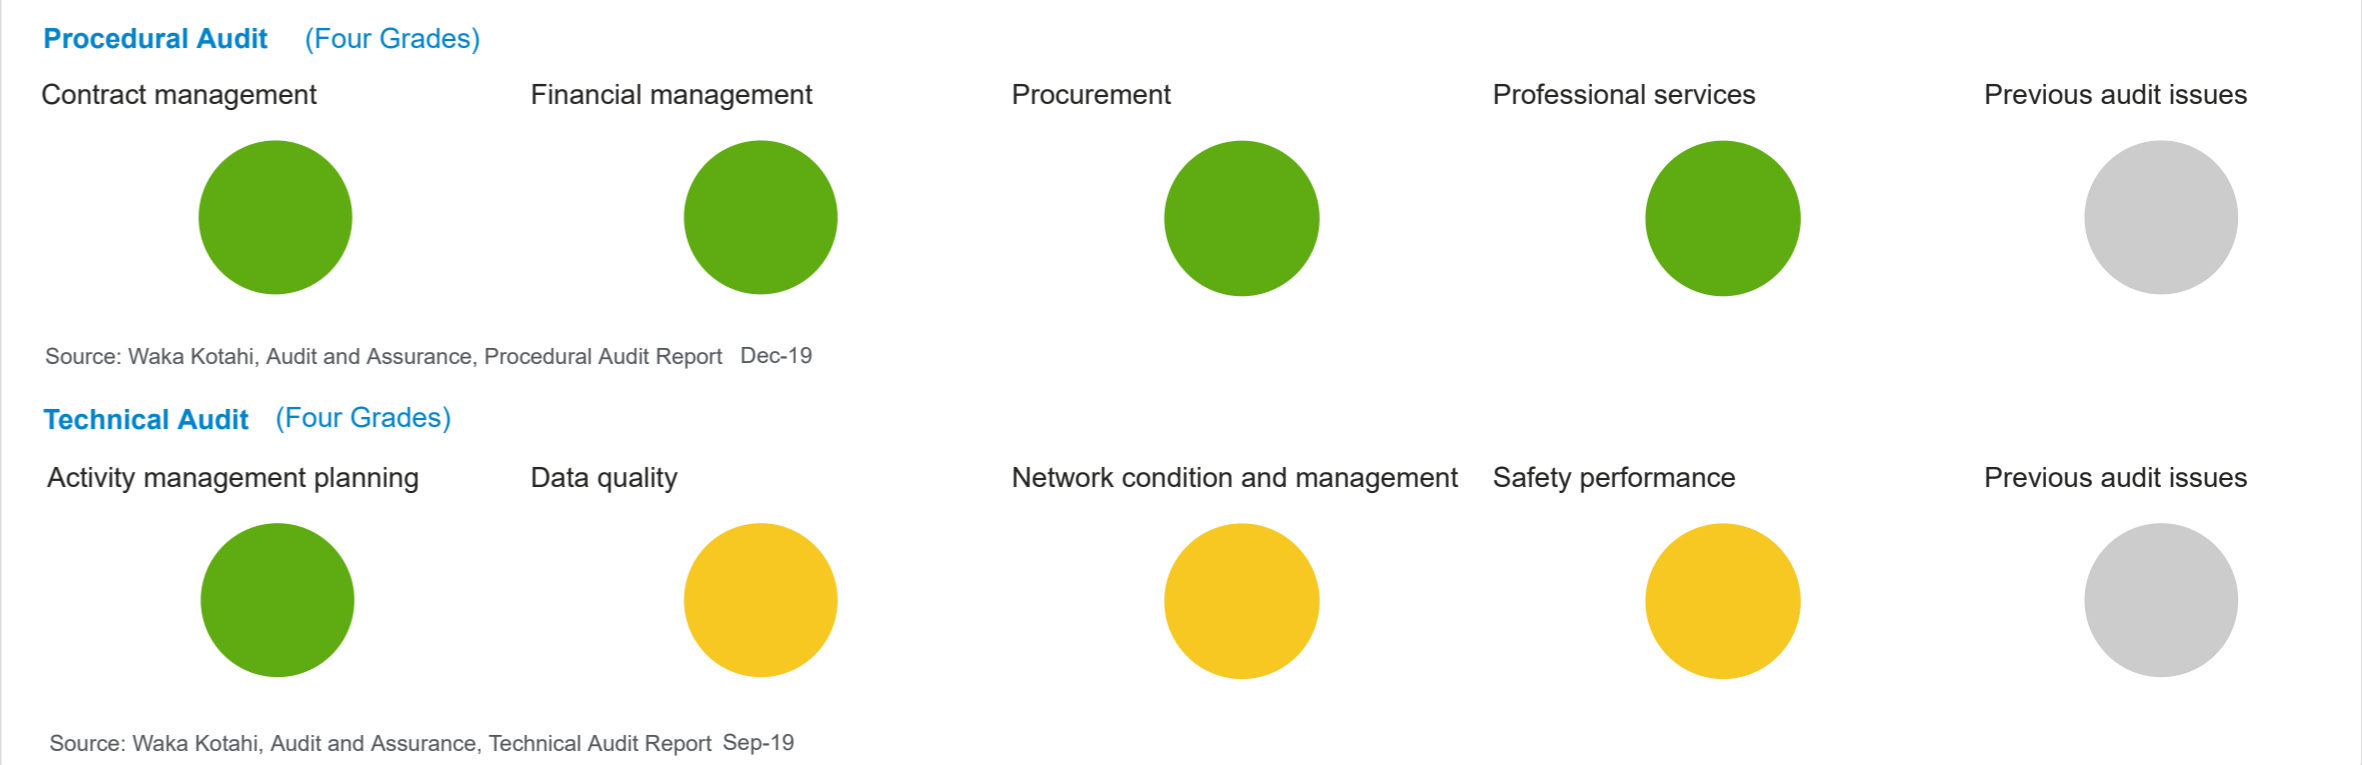 Procedural Audit (Four Grades)
Contract management
Financial management
Procurement
Professional services
Previous audit issues
Source: Waka Kotahi, Audit and Assurance, Procedural Audit Report Dec-19
Technical Audit (Four Grades)
Activity management planning
Data quality
Network condition and management
Safety performance
Previous audit issues
Source: Waka Kotahi, Audit and Assurance, Technical Audit Report Sep-19